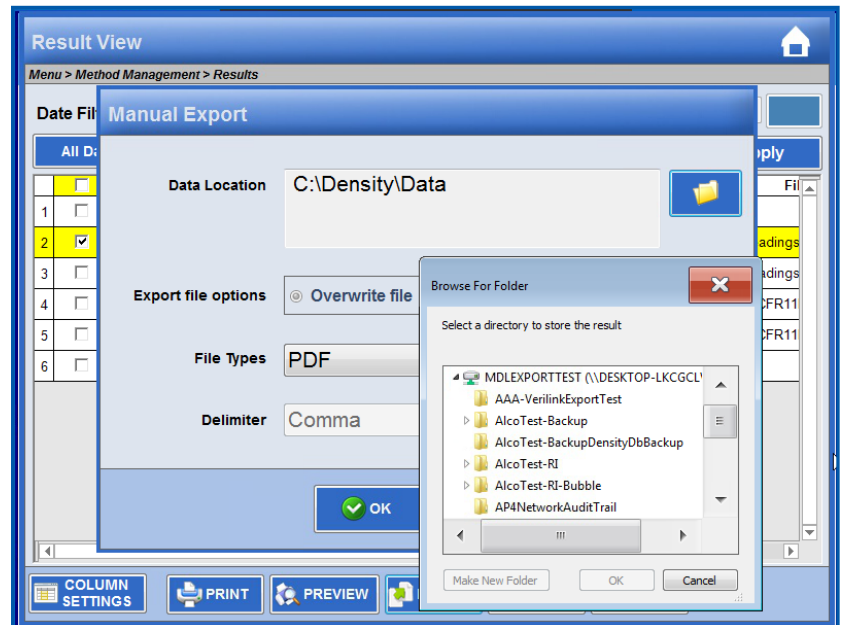 Result View
Menu > Method Management > Results
Date Fil
Manual Export
All Da
pply
Data Location
C:\Density\Data
Fil
1
2
adings
3
adings
Export file options
Overwrite file
4
CFR11
5
CFR11
6
File Types
PDF
Delimiter
Comma
OK
Browse For Folder
Select a directory to store the result
MDLEXPORTTEST (\\DESKTOP-LKCGCL
AAA-VerilinkExportTest
AlcoTest-Backup
AlcoTest-BackupDensityDbBackup
AlcoTest-RI
AlcoTest-RI-Bubble
AP4NetworkAuditTrail
Make New Folder
OK
Cancel
COLUMN
SETTINGS
PRINT
PREVIEW